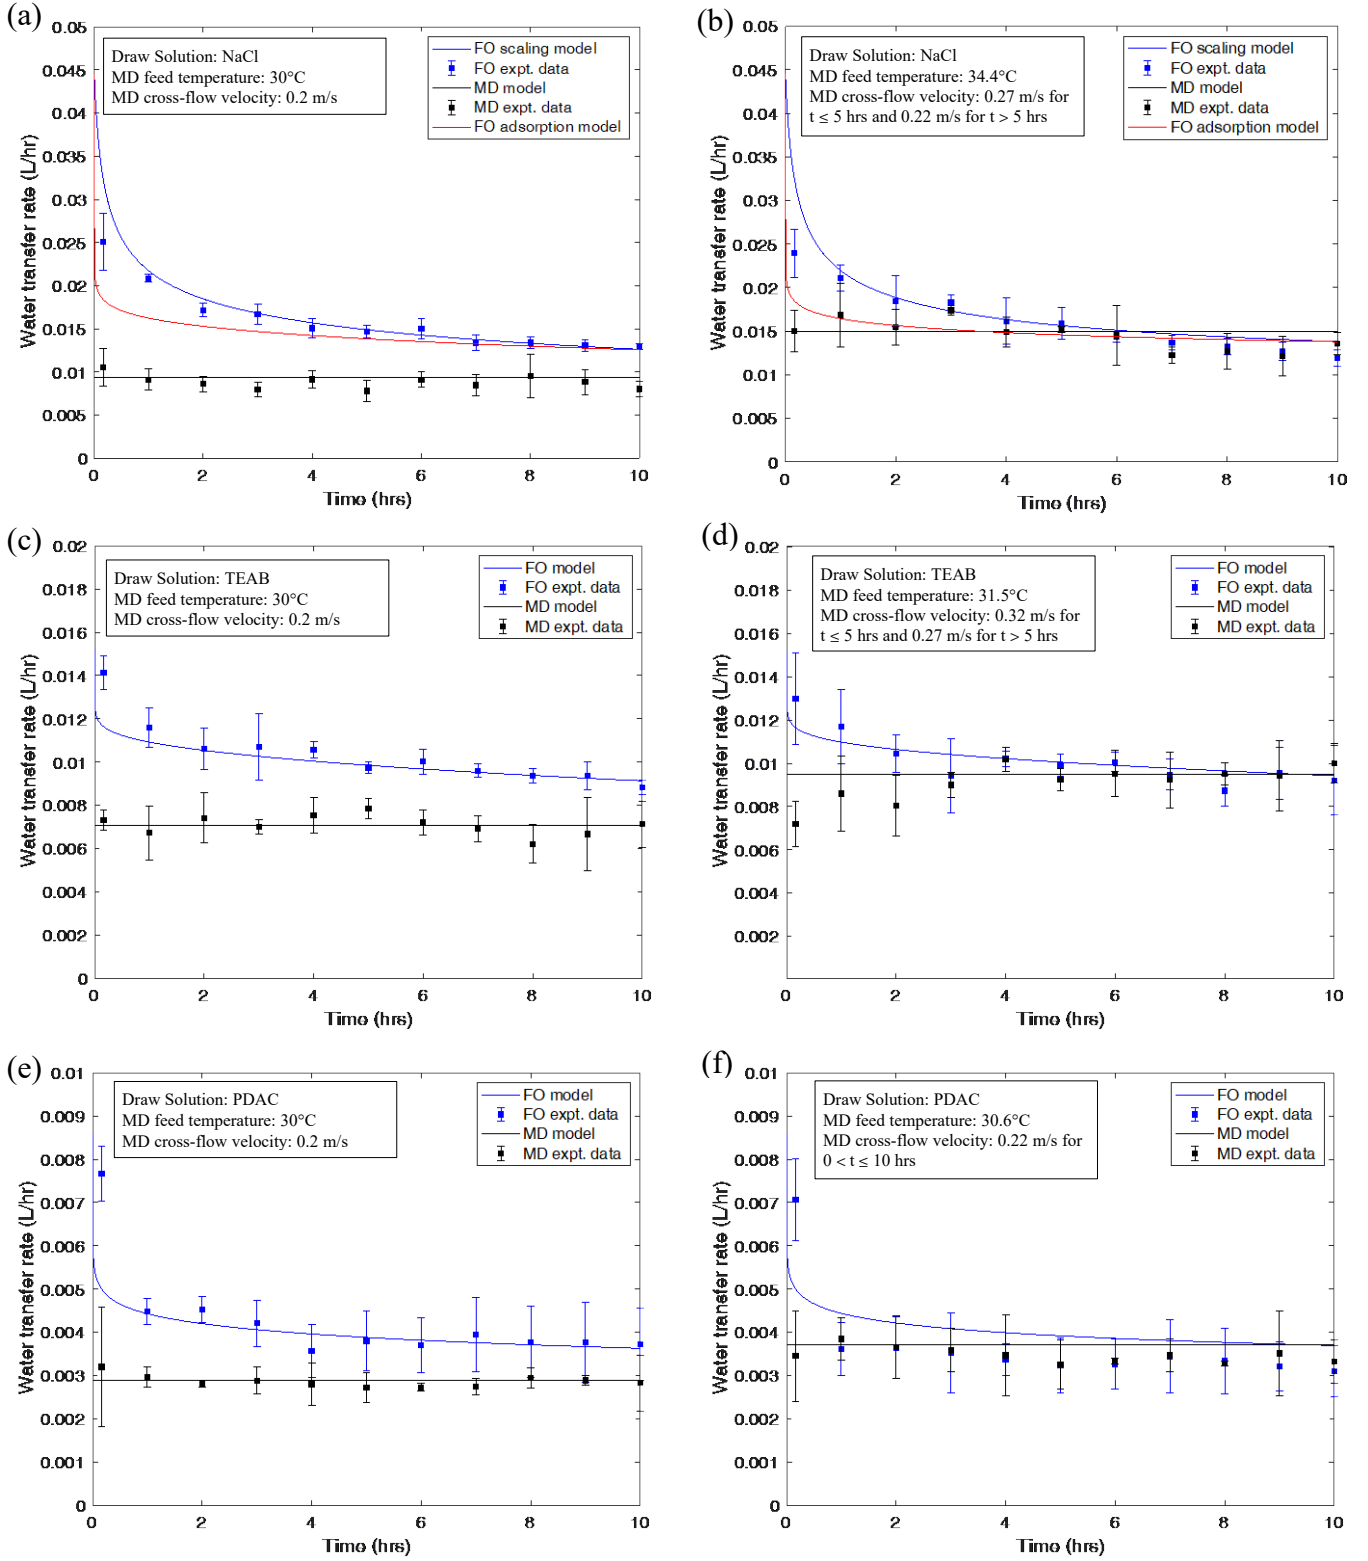 (a)
0.05
0.045
0.04
0.035
0.03
0.025
0.02
0.015
0.01
0.005
0
Water transfer rate (L/hr)
Draw Solution: NaCl
MD feed temperature: 30°C
MD cross-flow velocity: 0.2 m/s
FO scaling model
FO expt. data
MD model
MD expt. data
FO adsorption model
0 2 4 6 8 10
Timo (hrs)
(b)
0.05
0.045
0.04
0.035
0.03
0.025
0.02
0.015
0.01
0.005
0
Water transfer rate (L/hr)
Draw Solution: NaCl
MD feed temperature: 34.4°C
MD cross-flow velocity: 0.27 m/s for
t ≤ 5 hrs and 0.22 m/s for t > 5 hrs
FO scaling model
FO expt. data
MD model
MD expt. data
FO adsorption model
0 2 4 6 8 10
Timo (hrs)
(c)
0.02
0.018
0.016
0.014
0.012
0.01
0.008
0.006
0.004
0.002
0
Water transfer rate (L/hr)
Draw Solution: TEAB
MD feed temperature: 30°C
MD cross-flow velocity: 0.2 m/s
FO model
FO expt. data
MD model
MD expt. data
0 2 4 6 8 10
Timo (hrs)
(d)
0.02
0.018
0.016
0.014
0.012
0.01
0.008
0.006
0.004
0.002
Water transfer rate (L/hr)
Draw Solution: TEAB
MD feed temperature: 31.5°C
MD cross-flow velocity: 0.32 m/s for
t ≤ 5 hrs and 0.27 m/s for t > 5 hrs
FO model
FO expt. data
MD model
MD expt. data
0 2 4 6 8 10
Timo (hrs)
(e)
0.01
0.009
0.008
0.007
0.006
0.005
0.004
0.003
0.002
0.001
0
Water transfer rate (L/hr)
Draw Solution: PDAC
MD feed temperature: 30°C
MD cross-flow velocity: 0.2 m/s
FO model
FO expt. data
MD model
MD expt. data
0 2 4 6 8 10
Timo (hrs)
(f)
0.01
0.009
0.008
0.007
0.006
0.005
0.004
0.003
0.002
0.001
0
Water transfer rate (L/hr)
Draw Solution: PDAC
MD feed temperature: 30.6°C
MD cross-flow velocity: 0.22 m/s for
0 < t ≤ 10 hrs
FO model
FO expt. data
MD model
MD expt. data
0 2 4 6 8 10
Timo (hrs)